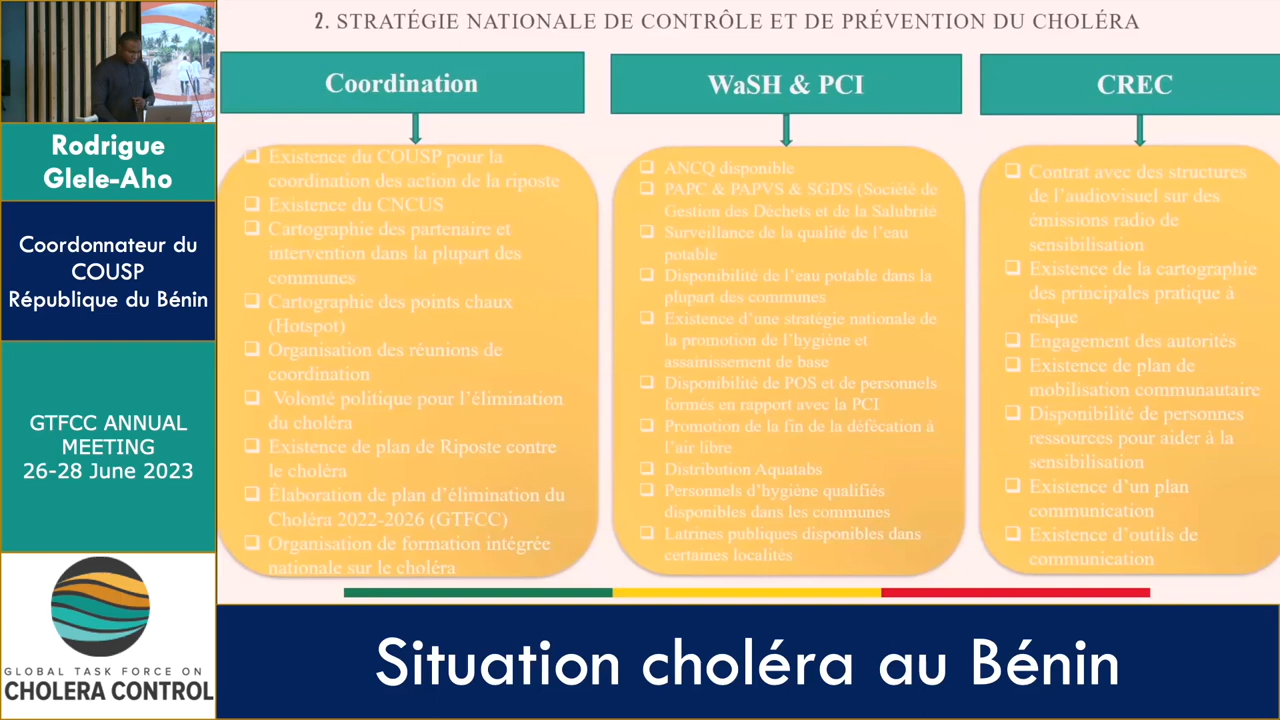 2. STRATÉGIE NATIONALE DE CONTRÔLE ET DE PRÉVENTION DU CHOLÉRA
Coordination
Existence du COUSP pour la
coordination des action de la riposte
Existence du CNCUS
Cartographie des partenaire et
intervention dans la plupart des
communes
Cartographie des points chaux
(Hotspot)
Organisation des réunions de
coordination
Volonté politique pour l'élimination
du choléra
Existence de plan de Riposte contre
le choléra
Élaboration de plan d'élimination du
Choléra 2022-2026 (GTFCC)
Organisation de formation intégrée
nationale sur le choléra
WaSH & PCI
ANCQ disponible
PAPC & PAPVS & SGDS (Société de
Gestion des Déchets et de la Salubrité
Surveillance de la qualité de l'eau
potable
Disponibilité de l'eau potable dans la
plupart des communes
Existence d'une stratégie nationale de
la promotion de l'hygiène et
assainissement de base
Disponibilité de POS et de personnels
formés en rapport avec la PCI
Promotion de la fin de la défécation à
l'air libre
Distribution Aquatabs
Personnels d'hygiène qualifiés
disponibles dans les communes
Latrines publiques disponibles dans
certames localités
CREC
Contrat avec des structures
de l'audiovisuel sur des
émissions radio de
sensibilisation
Existence de la cartographie
des principales pratique à
risque
Engagement des autorités
Existence de plan de
mobilisation communautaire
Disponibilité de personnes
ressources pour aider à la
sensibilisation
Existence d'un plan
communication
Existence d'outils de
communication
Rodrigue
Glele-Aho
Coordonnateur du
COUSP
République du Bénin
GTFCC ANNUAL
MEETING
26-28 June 2023
GLOBAL TASK FORCE ON
CHOLERA CONTROL
Situation choléra au Bénin